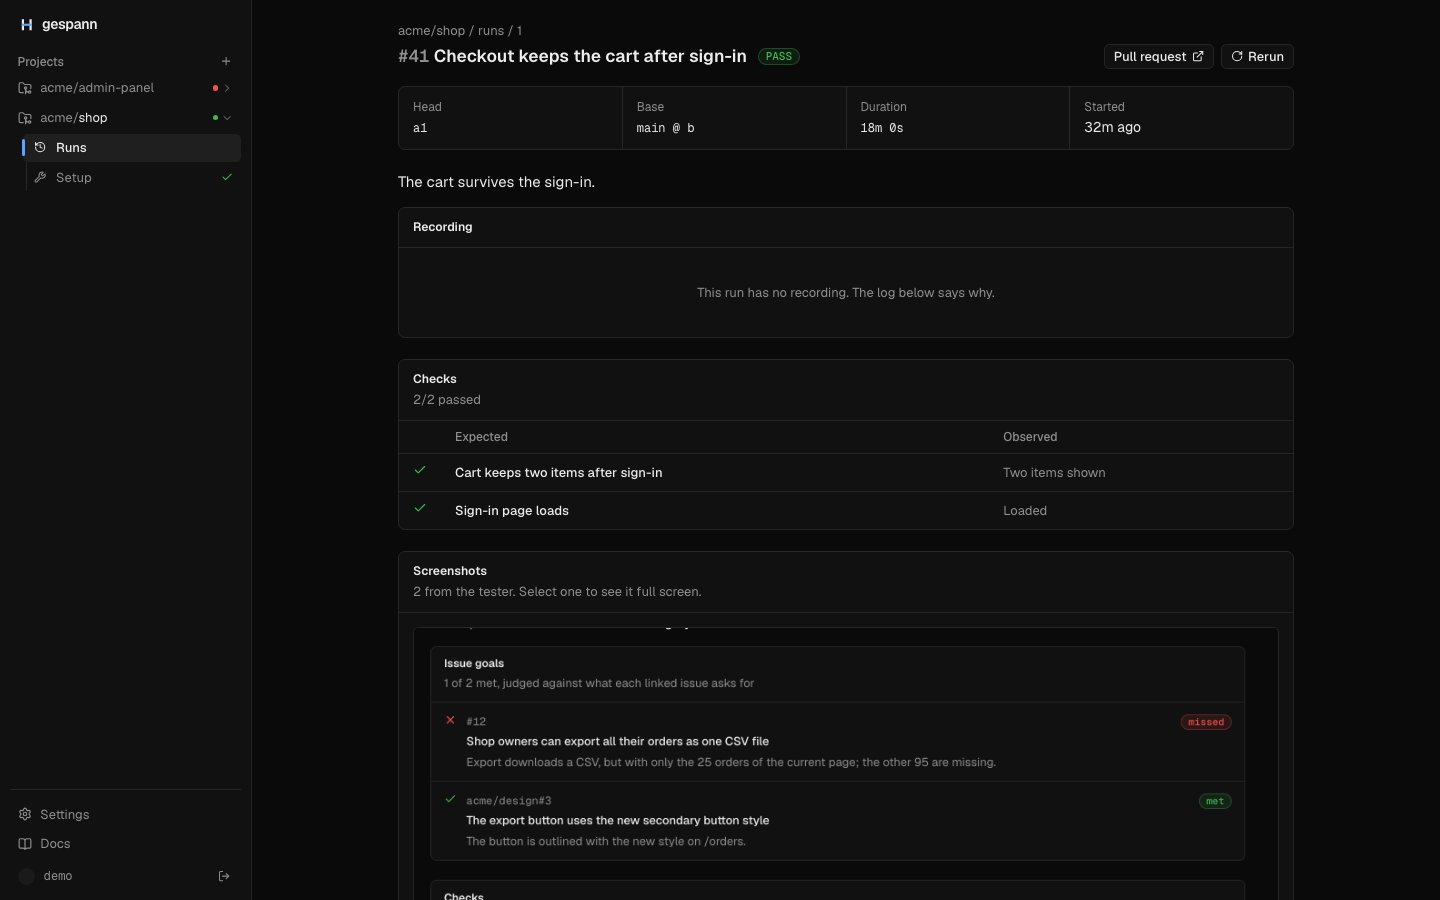 gespann
Projects
acme/admin-panel
acme/shop
Runs
Setup
Settings
Docs
demo
acme/shop / runs / 1
#41 Checkout keeps the cart after sign-in PASS
Pull request
Rerun
Head
a1
Base
main @ b
Duration
18m 0s
Started
32m ago
The cart survives the sign-in.
Recording
This run has no recording. The log below says why.
Checks
2/2 passed
Expected Observed
Cart keeps two items after sign-in Two items shown
Sign-in page loads Loaded
Screenshots
2 from the tester. Select one to see it full screen.
Issue goals
1 of 2 met, judged against what each linked issue asks for
#12 missed
Shop owners can export all their orders as one CSV file
Export downloads a CSV, but with only the 25 orders of the current page; the other 95 are missing.
acme/design#3 met
The export button uses the new secondary button style
The button is outlined with the new style on /orders.
Checks